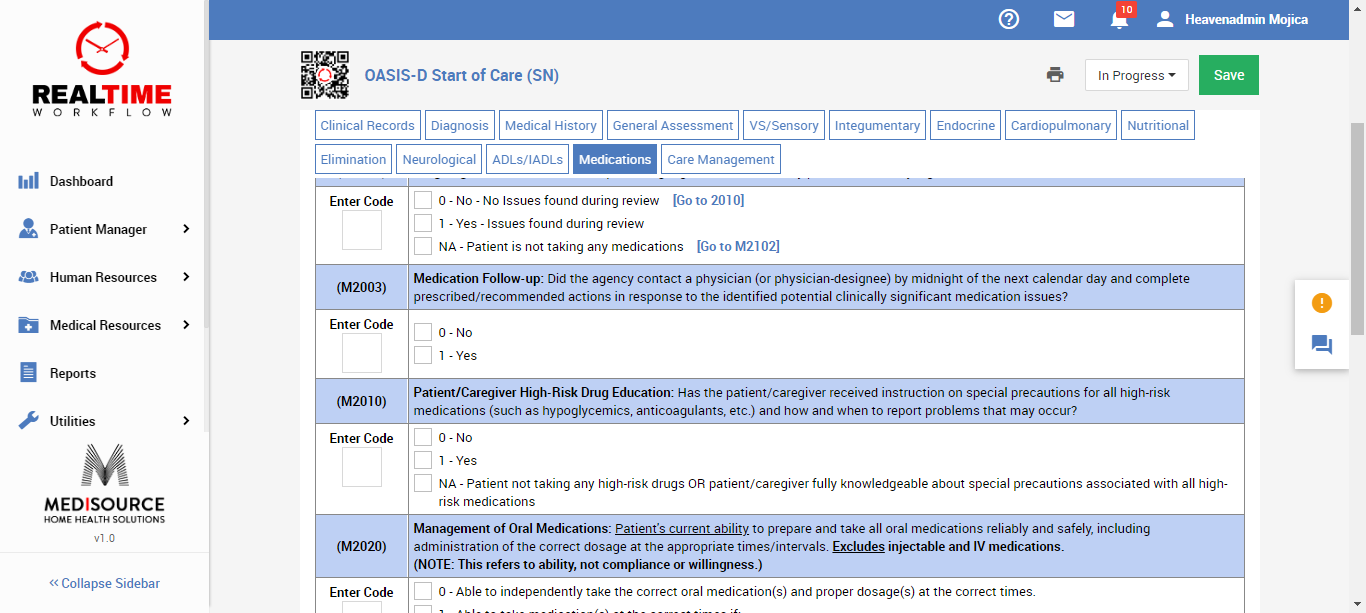 10
Heavenadmin Mojica
REALTIME
WORKFLOW
OASIS-D Start of Care (SN)
In Progress
Save
Clinical Records
Diagnosis
Medical History
General Assessment
VS/Sensory
Integumentary
Endocrine
Cardiopulmonary
Nutritional
Elimination
Neurological
ADLs/IADLs
Medications
Care Management
Dashboard
Patient Manager
Human Resources
Medical Resources
Reports
Utilities
MEDISOURCE
HOME HEALTH SOLUTIONS
v1.0
<< Collapse Sidebar
Enter Code
0 - No - No Issues found during review [Go to 2010]
1 - Yes - Issues found during review
NA - Patient is not taking any medications [Go to M2102]
(M2003)
Medication Follow-up: Did the agency contact a physician (or physician-designee) by midnight of the next calendar day and complete
prescribed/recommended actions in response to the identified potential clinically significant medication issues?
Enter Code
0 - No
1 - Yes
(M2010)
Patient/Caregiver High-Risk Drug Education: Has the patient/caregiver received instruction on special precautions for all high-risk
medications (such as hypoglycemics, anticoagulants, etc.) and how and when to report problems that may occur?
Enter Code
0 - No
1 - Yes
NA - Patient not taking any high-risk drugs OR patient/caregiver fully knowledgeable about special precautions associated with all high-
risk medications
(M2020)
Management of Oral Medications: Patient's current ability to prepare and take all oral medications reliably and safely, including
administration of the correct dosage at the appropriate times/intervals. Excludes injectable and IV medications.
(NOTE: This refers to ability, not compliance or willingness.)
Enter Code
0 - Able to independently take the correct oral medication(s) and proper dosage(s) at the correct times.
1 - Able to take medication(s) at the correct times if: